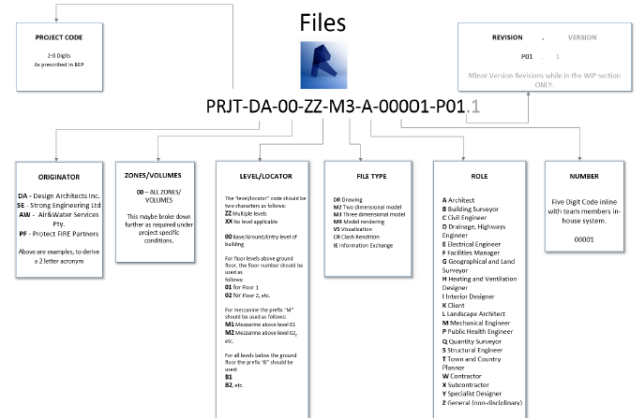 Files
PROJECT CODE
2-6 Digits
As prescribed in BEP
REVISION . VERSION
P01 . 1
Minor Version Revisions while in the WIP section
ONLY.
PRJT-DA-00-ZZ-M3-A-00001-P01.1
ORIGINATOR
DA - Design Architects Inc.
SE - Strong Engineering Ltd
AW - Air&Water Services
Pty.
PF - Protect FIRE Partners
Above are examples, to derive
a 2 letter acronym
ZONES/VOLUMES
00 – ALL ZONES/
VOLUMES
This maybe broke down
further as required under
project specific
conditions.
LEVEL/LOCATOR
The "level/locator" code should be
two characters as follows:
ZZ Multiple levels
XX No level applicable
00 Base/Ground/Entry level of
building
For floor levels above ground
floor, the floor number should be
used as
follows:
01 for Floor 1
02 for Floor 2, etc.
For mezzanine the prefix "M"
should be used as follows:
M1 Mezzanine above level 01
M2 Mezzanine above level 02,
etc.
For all levels below the ground
floor the prefix "B" should be
used:
B1
B2, etc.
FILE TYPE
DR Drawing
M2 Two dimensional model
M3 Three dimensional model
MR Model rendering
VS Visualization
CR Clash Rendition
IE Information Exchange
ROLE
A Architect
B Building Surveyor
C Civil Engineer
D Drainage, Highways
Engineer
E Electrical Engineer
F Facilities Manager
G Geographical and Land
Surveyor
H Heating and Ventilation
Designer
I Interior Designer
K Client
L Landscape Architect
M Mechanical Engineer
P Public Health Engineer
Q Quantity Surveyor
S Structural Engineer
T Town and Country
Planner
W Contractor
X Subcontractor
Y Specialist Designer
Z General (non-disciplinary)
NUMBER
Five Digit Code inline
with team members in-
house system.
00001